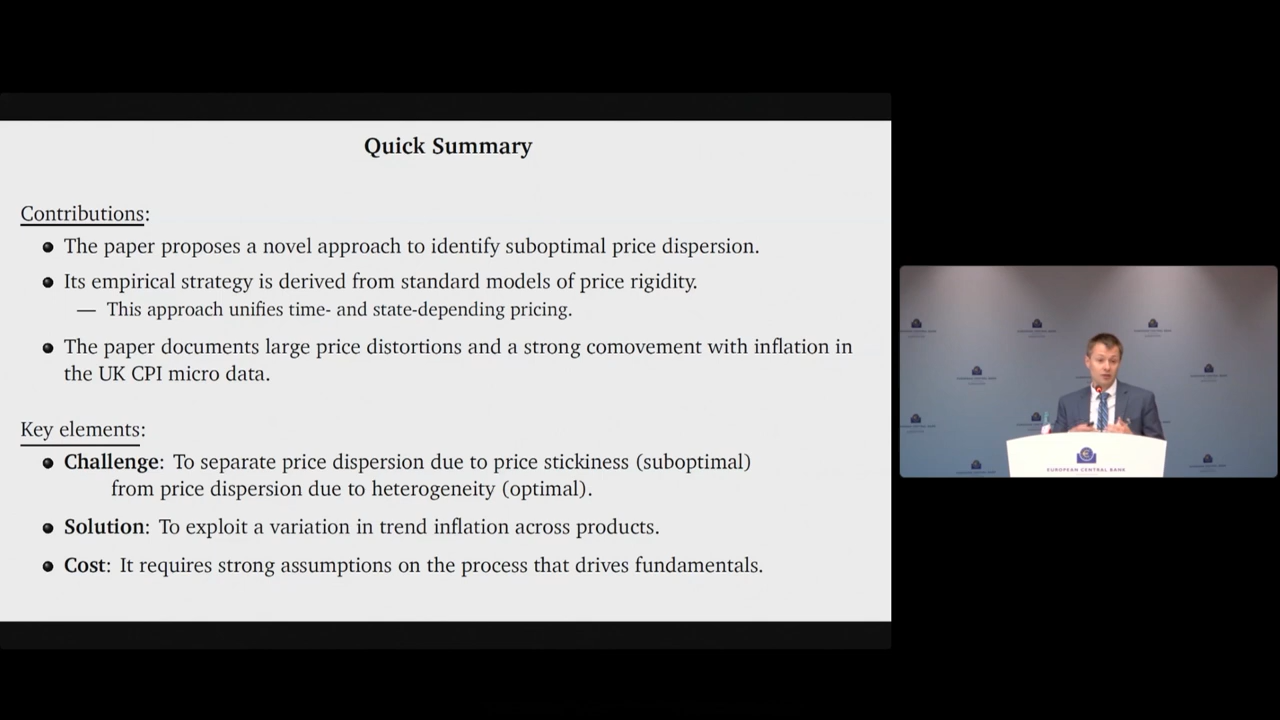 Quick Summary
Contributions:
The paper proposes a novel approach to identify suboptimal price dispersion.
Its empirical strategy is derived from standard models of price rigidity.
— This approach unifies time- and state-depending pricing.
The paper documents large price distortions and a strong comovement with inflation in
the UK CPI micro data.
Key elements:
Challenge: To separate price dispersion due to price stickiness (suboptimal)
from price dispersion due to heterogeneity (optimal).
Solution: To exploit a variation in trend inflation across products.
Cost: It requires strong assumptions on the process that drives fundamentals.
EUROPEAN CENTRAL BANK